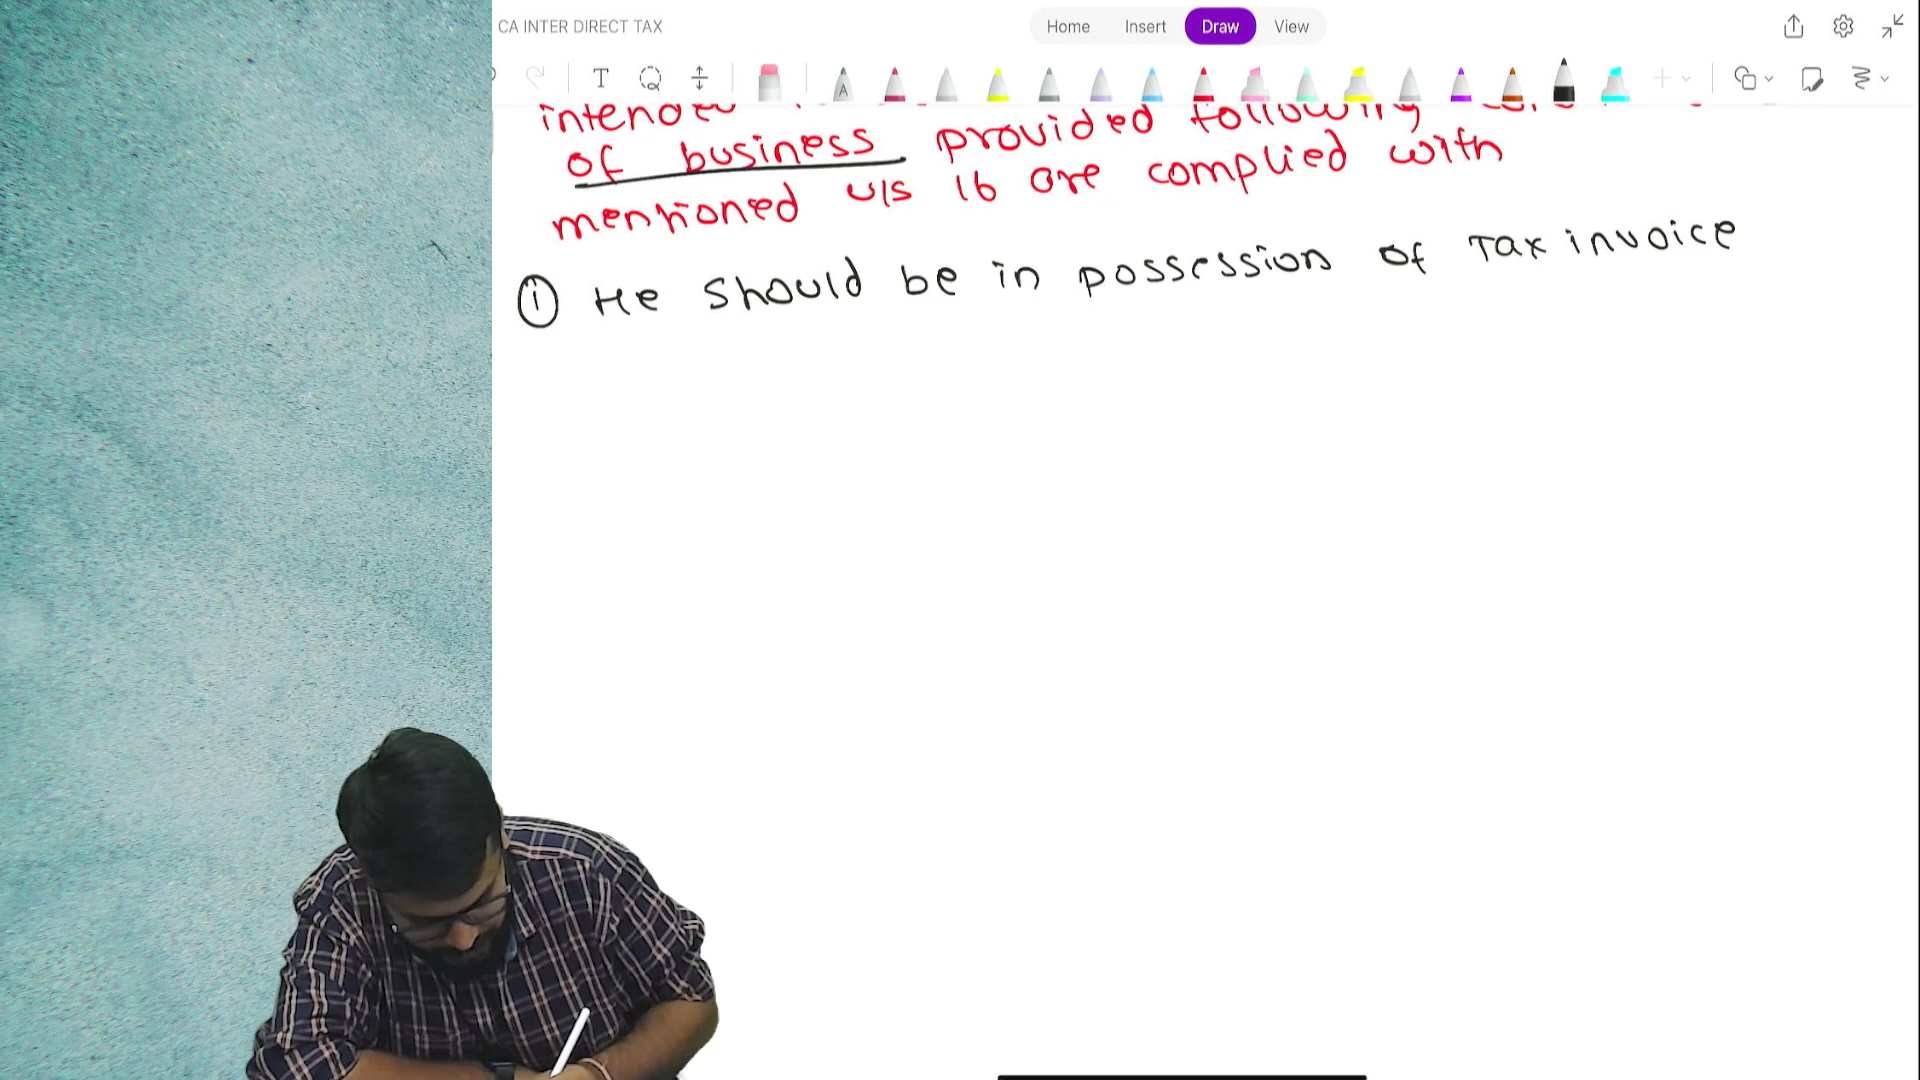 CA INTER DIRECT TAX
Home Insert Draw View
T
A
intended
of business provided following
mentioned u/s 16 are complied with
① He should be in possession of Tax invoice